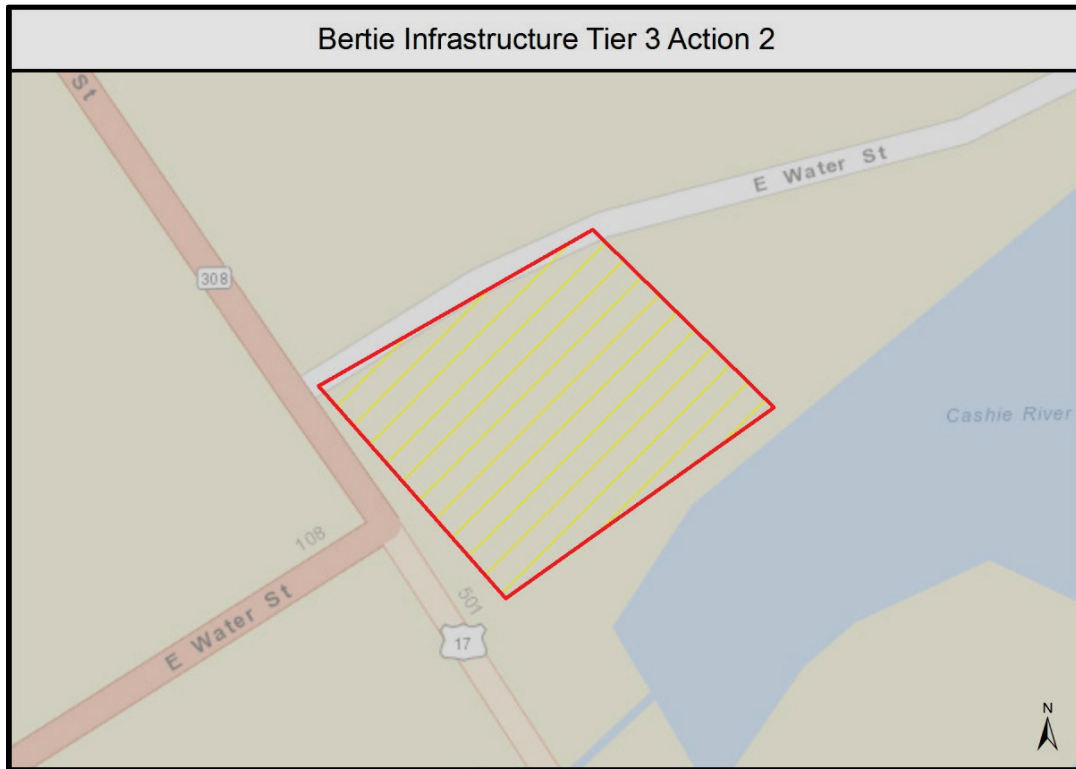 Bertie Infrastructure Tier 3 Action 2
St
E Water St
308
Cashie River
108
501
E Water St
17
N